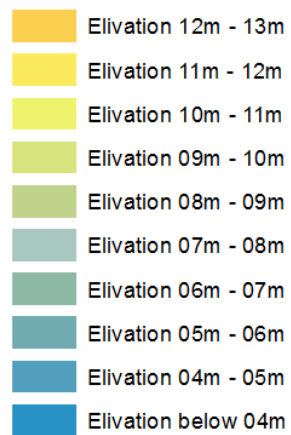 Elivation 12m - 13m
Elivation 11m - 12m
Elivation 10m - 11m
Elivation 09m - 10m
Elivation 08m - 09m
Elivation 07m - 08m
Elivation 06m - 07m
Elivation 05m - 06m
Elivation 04m - 05m
Elivation below 04m